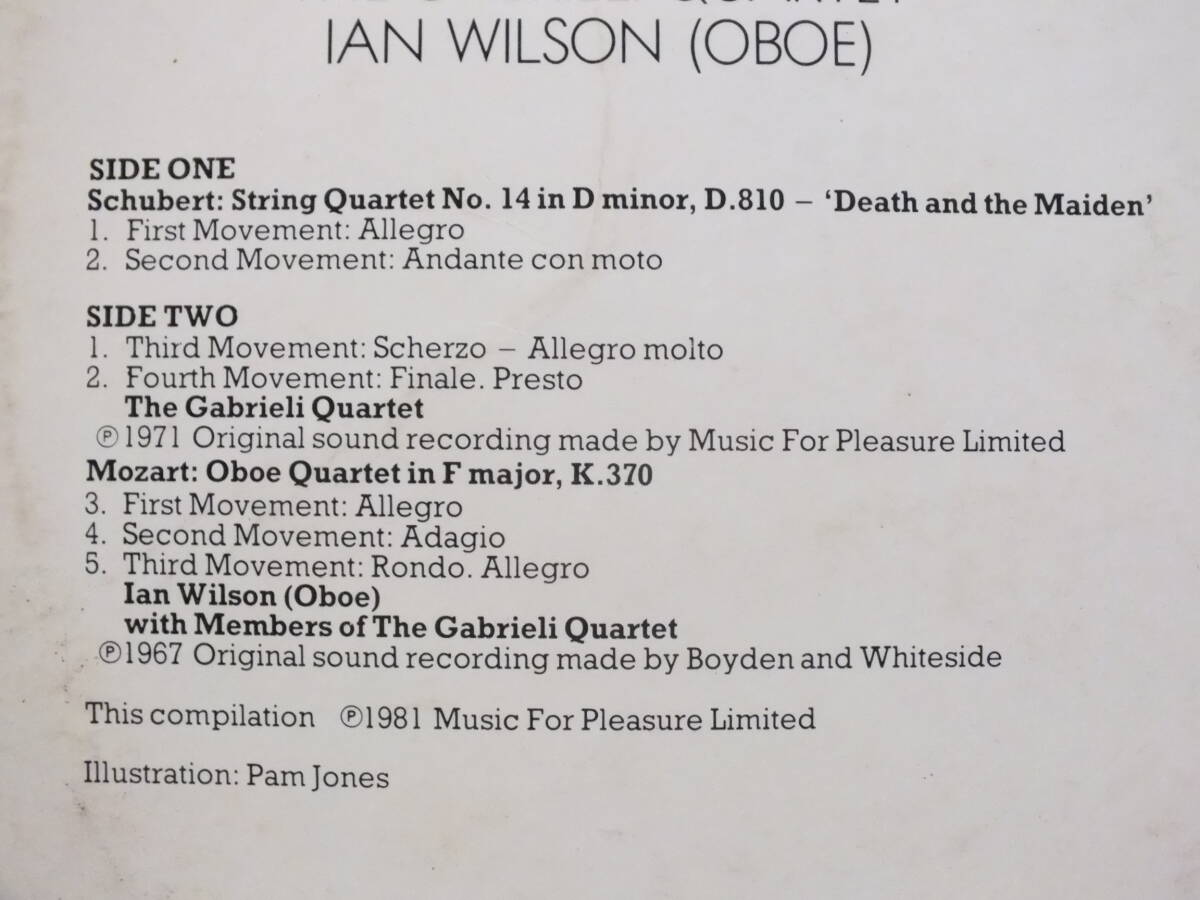 QUARTET
IAN WILSON (OBOE)
SIDE ONE
Schubert: String Quartet No. 14 in D minor, D.810 – ‘Death and the Maiden’
1. First Movement: Allegro
2. Second Movement: Andante con moto
SIDE TWO
1. Third Movement: Scherzo – Allegro molto
2. Fourth Movement: Finale. Presto
The Gabrieli Quartet
℗1971 Original sound recording made by Music For Pleasure Limited
Mozart: Oboe Quartet in F major, K.370
3. First Movement: Allegro
4. Second Movement: Adagio
5. Third Movement: Rondo. Allegro
Ian Wilson (Oboe)
with Members of The Gabrieli Quartet
℗1967 Original sound recording made by Boyden and Whiteside
This compilation ℗1981 Music For Pleasure Limited
Illustration: Pam Jones